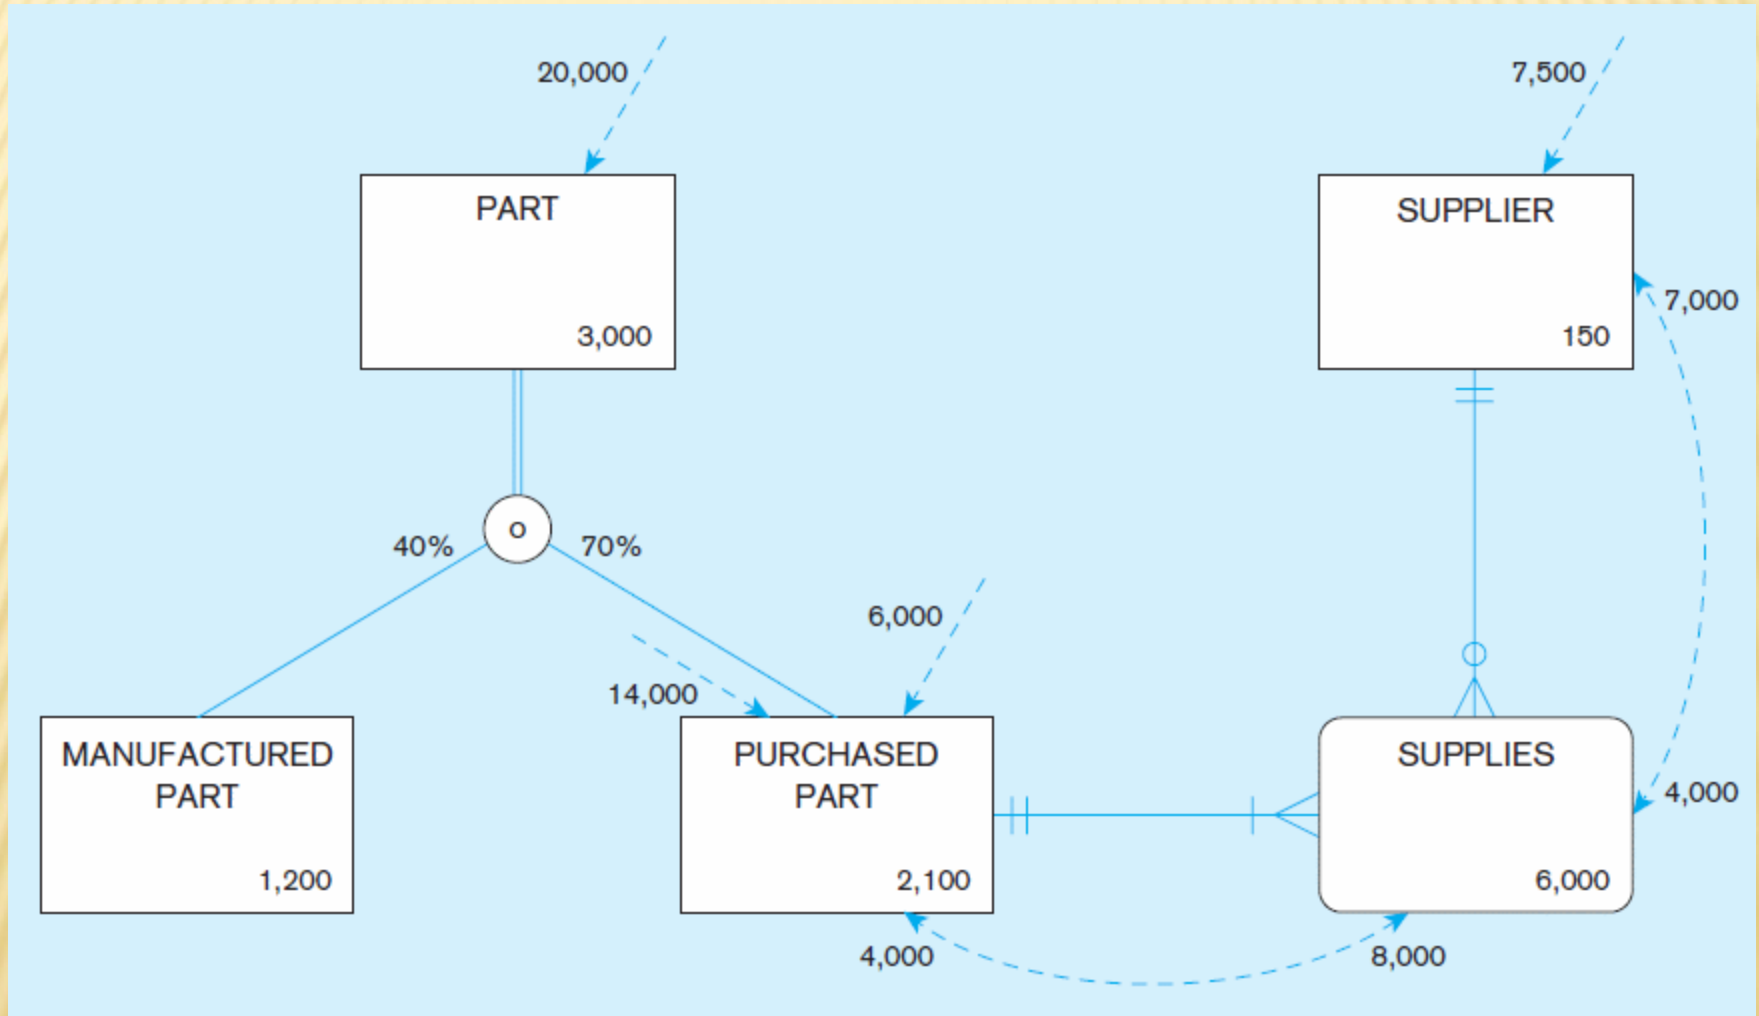 20,000
7,500
PART
3,000
SUPPLIER
150
7,000
40%
o
70%
6,000
14,000
MANUFACTURED
PART
1,200
PURCHASED
PART
2,100
SUPPLIES
6,000
4,000
4,000
8,000